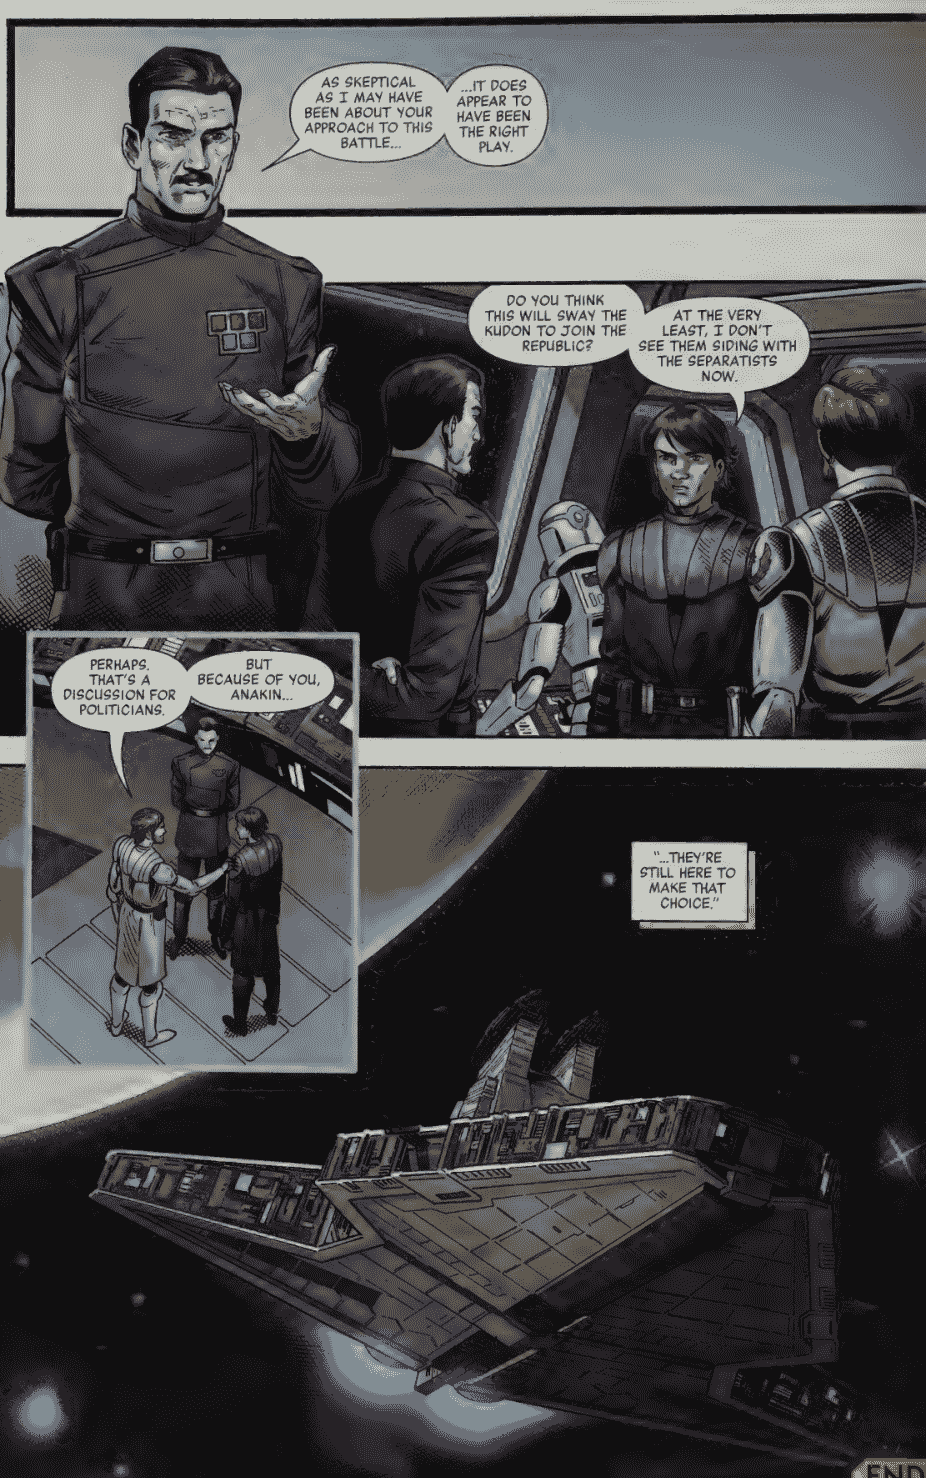 AS SKEPTICAL
AS I MAY HAVE
BEEN ABOUT YOUR
APPROACH TO THIS
BATTLE...
...IT DOES
APPEAR TO
HAVE BEEN
THE RIGHT
PLAY.
DO YOU THINK
THIS WILL SWAY THE
KUDON TO JOIN THE
REPUBLIC?
AT THE VERY
LEAST, I DON'T
SEE THEM SIDING WITH
THE SEPARATISTS
NOW.
PERHAPS.
THAT'S A
DISCUSSION FOR
POLITICIANS.
BUT
BECAUSE OF YOU,
ANAKIN...
"...THEY'RE
STILL HERE TO
MAKE THAT
CHOICE."
END